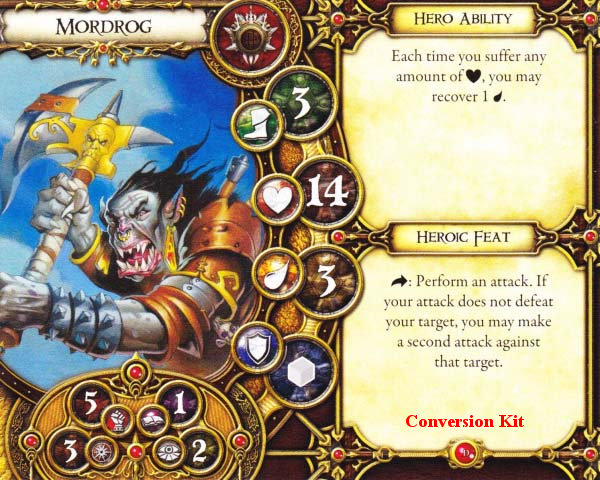 MORDROG
HERO ABILITY
Each time you suffer any
amount of ♥, you may
recover 1 .
3
14
3
HEROIC FEAT
: Perform an attack. If
your attack does not defeat
your target, you may make
a second attack against
that target.
5 1
3 2
Conversion Kit